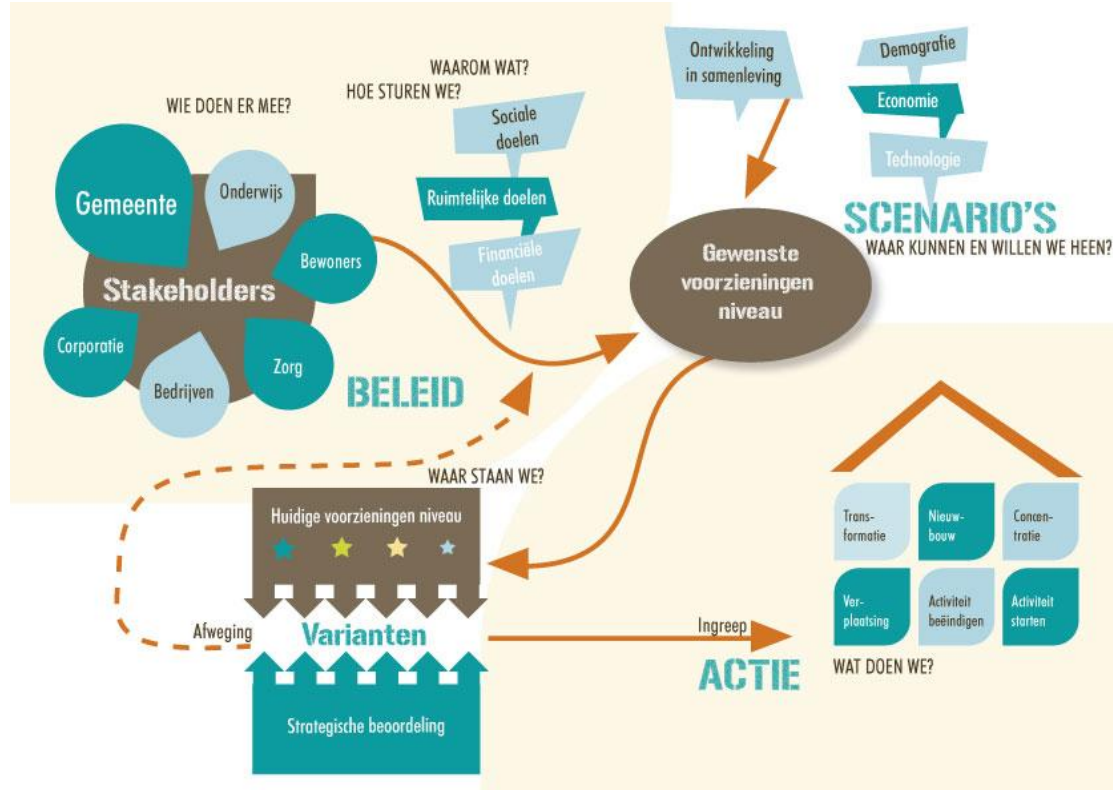 WIE DOEN ER MEE?
Gemeente
Onderwijs
Bewoners
Stakeholders
Corporatie
Bedrijven
Zorg
BELEID
WAAROM WAT?
HOE STUREN WE?
Sociale
doelen
Ruimtelijke doelen
Financiële
doelen
Ontwikkeling
in samenleving
Demografie
Economie
Technologie
SCENARIO'S
WAAR KUNNEN EN WILLEN WE HEEN?
Gewenste
voorzieningen
niveau
WAAR STAAN WE?
Huidige voorzieningen niveau
Afweging
Varianten
Strategische beoordeling
Ingreep
ACTIE
Trans-
formatie
Nieuw-
bouw
Concen-
tratie
Ver-
plaatsing
Activiteit
beëindigen
Activiteit
starten
WAT DOEN WE?